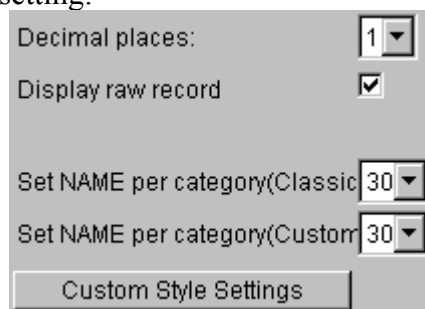 setting.
Decimal places: 1
Display raw record
Set NAME per category(Classic 30
Set NAME per category(Custom 30
Custom Style Settings